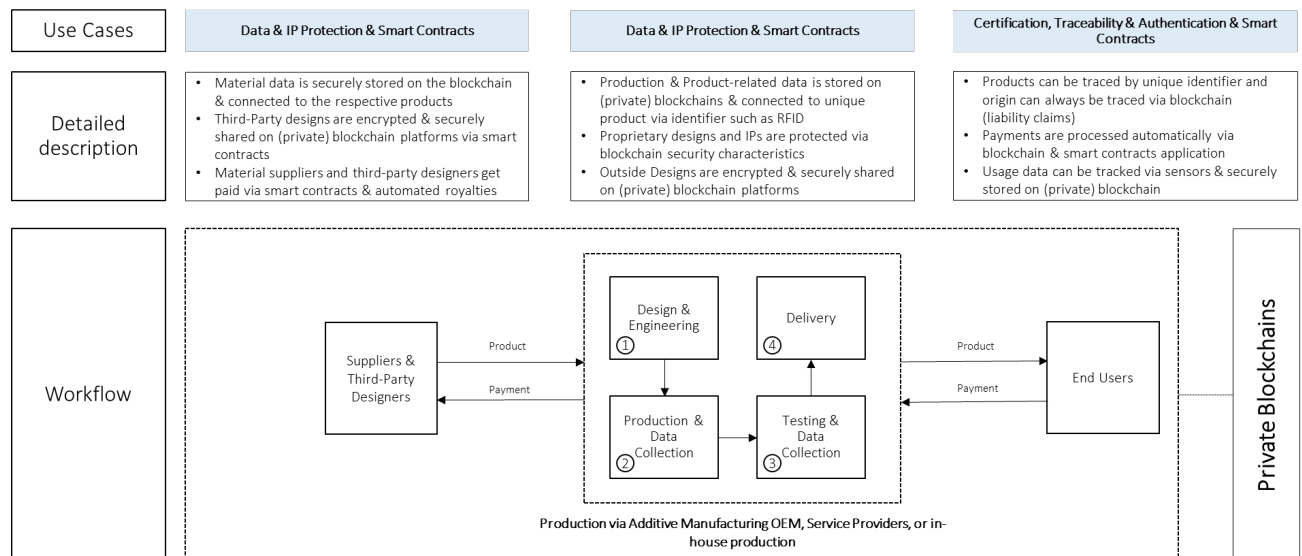 Use Cases
Data & IP Protection & Smart Contracts
Data & IP Protection & Smart Contracts
Certification, Traceability & Authentication & Smart
Contracts
Detailed
description
• Material data is securely stored on the blockchain
& connected to the respective products
• Third-Party designs are encrypted & securely
shared on (private) blockchain platforms via smart
contracts
• Material suppliers and third-party designers get
paid via smart contracts & automated royalties
• Production & Product-related data is stored on
(private) blockchains & connected to unique
product via identifier such as RFID
• Proprietary designs and IPs are protected via
blockchain security characteristics
• Outside Designs are encrypted & securely shared
on (private) blockchain platforms
• Products can be traced by unique identifier and
origin can always be traced via blockchain
(liability claims)
• Payments are processed automatically via
blockchain & smart contracts application
• Usage data can be tracked via sensors & securely
stored on (private) blockchain
Workflow
Suppliers &
Third-Party
Designers
Product
Payment
Design &
Engineering
1
Production &
Data
Collection
2
Testing &
Data
Collection
3
Delivery
4
Product
Payment
End Users
Production via Additive Manufacturing OEM, Service Providers, or in-
house production
Private Blockchains